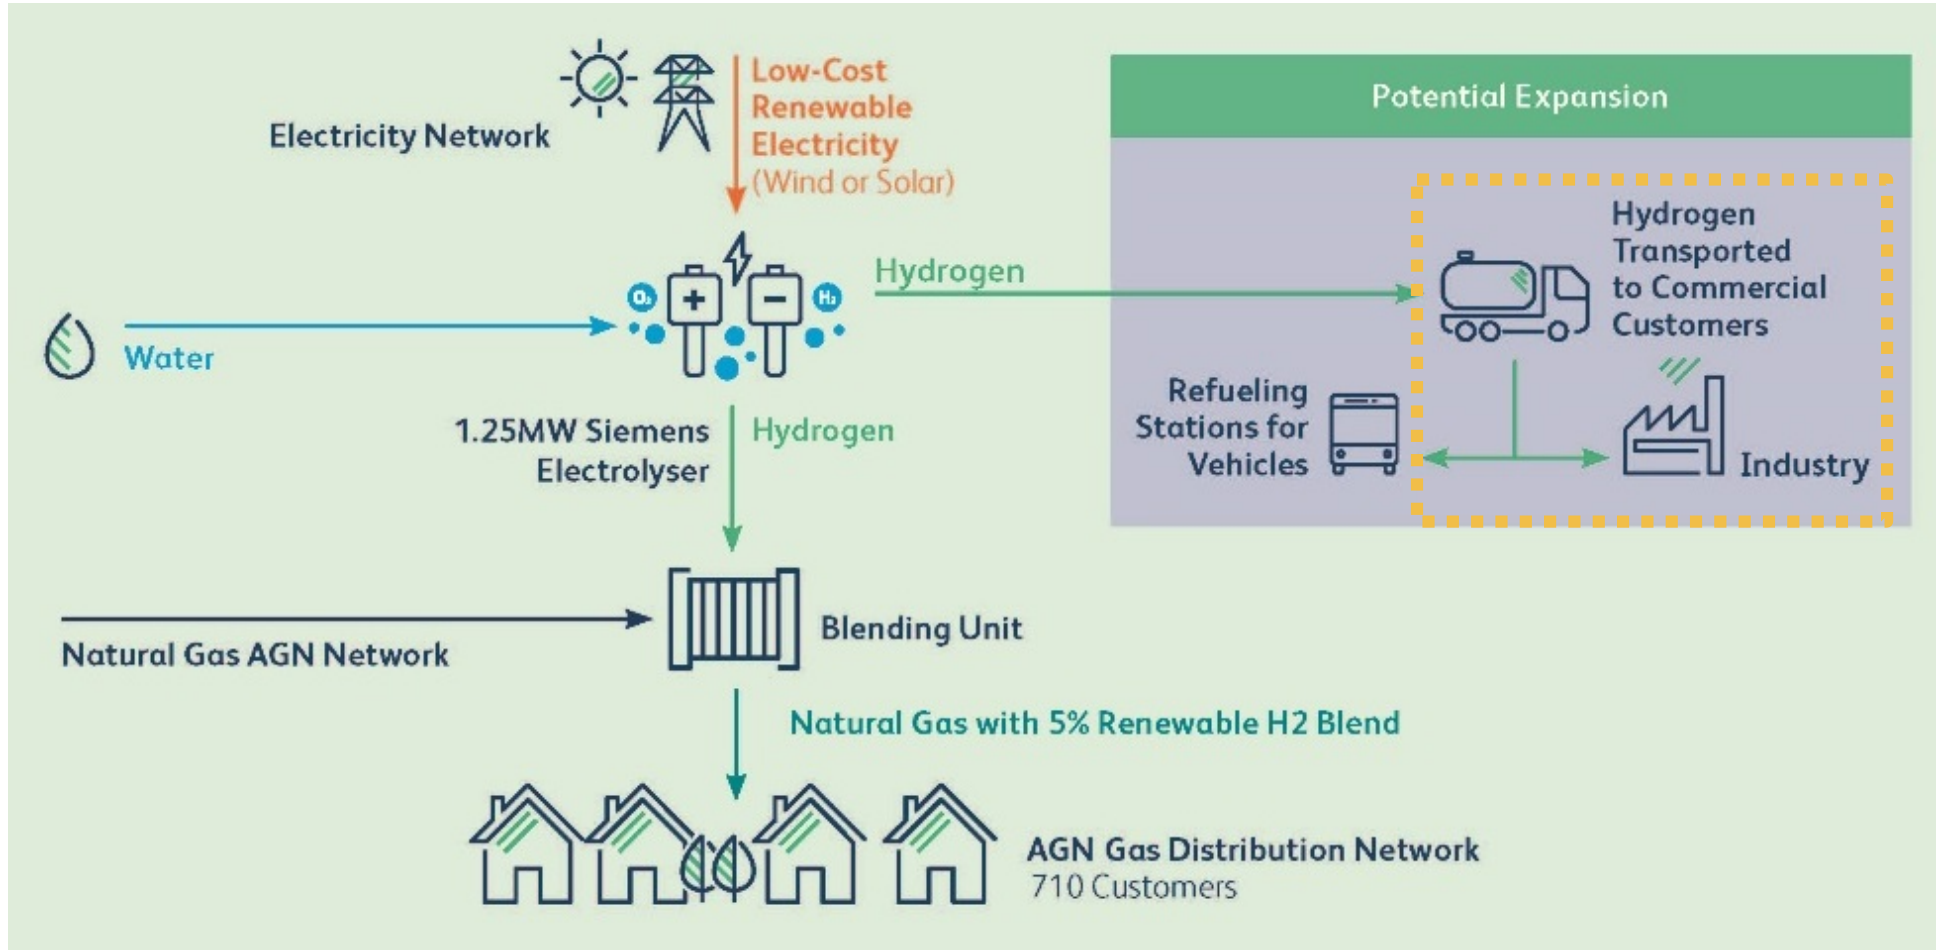 Electricity Network
Low-Cost
Renewable
Electricity
(Wind or Solar)
Potential Expansion
Hydrogen
Transported
to Commercial
Customers
Hydrogen
O₂
+
−
H₂
Water
Refueling
Stations for
Vehicles
Industry
1.25MW Siemens
Electrolyser
Hydrogen
Blending Unit
Natural Gas AGN Network
Natural Gas with 5% Renewable H2 Blend
AGN Gas Distribution Network
710 Customers